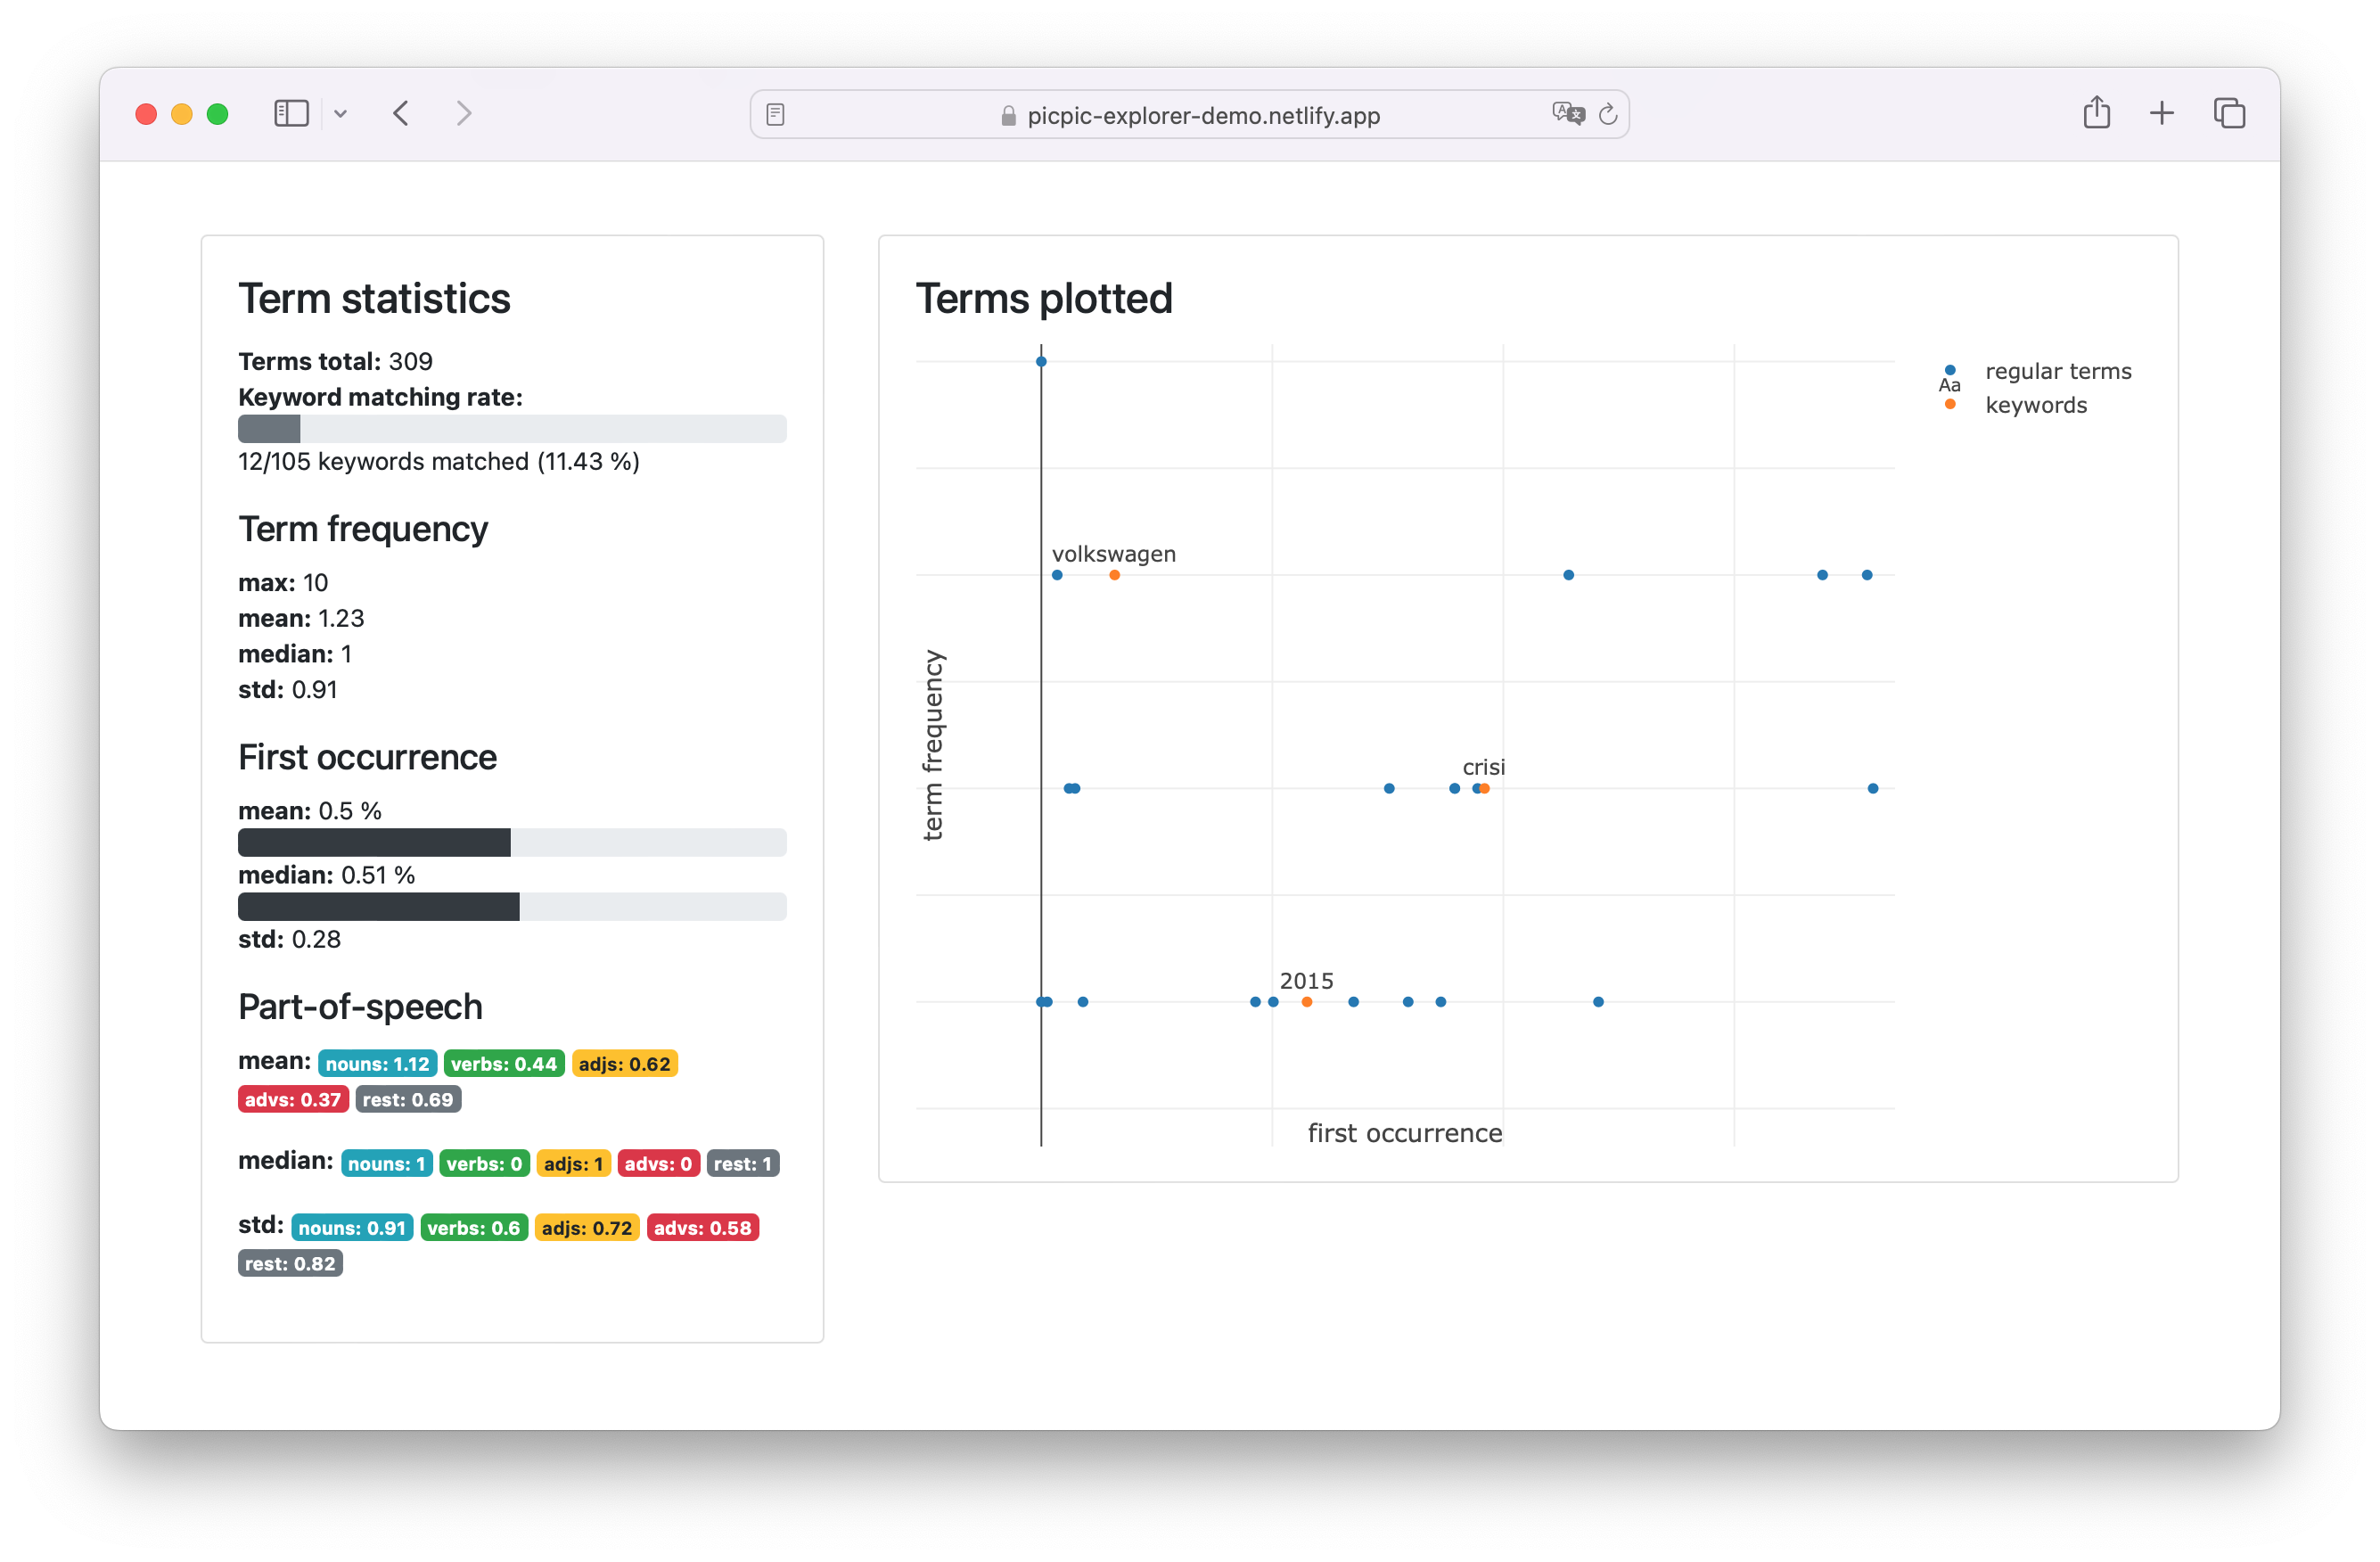 picpic-explorer-demo.netlify.app
Term statistics
Terms total: 309
Keyword matching rate:
12/105 keywords matched (11.43 %)
Term frequency
max: 10
mean: 1.23
median: 1
std: 0.91
First occurrence
mean: 0.5 %
median: 0.51 %
std: 0.28
Part-of-speech
mean: nouns: 1.12 verbs: 0.44 adjs: 0.62
advs: 0.37 rest: 0.69
median: nouns: 1 verbs: 0 adjs: 1 advs: 0 rest: 1
std: nouns: 0.91 verbs: 0.6 adjs: 0.72 advs: 0.58
rest: 0.82
Terms plotted
regular terms
Aa
keywords
volkswagen
term frequency
crisi
2015
first occurrence